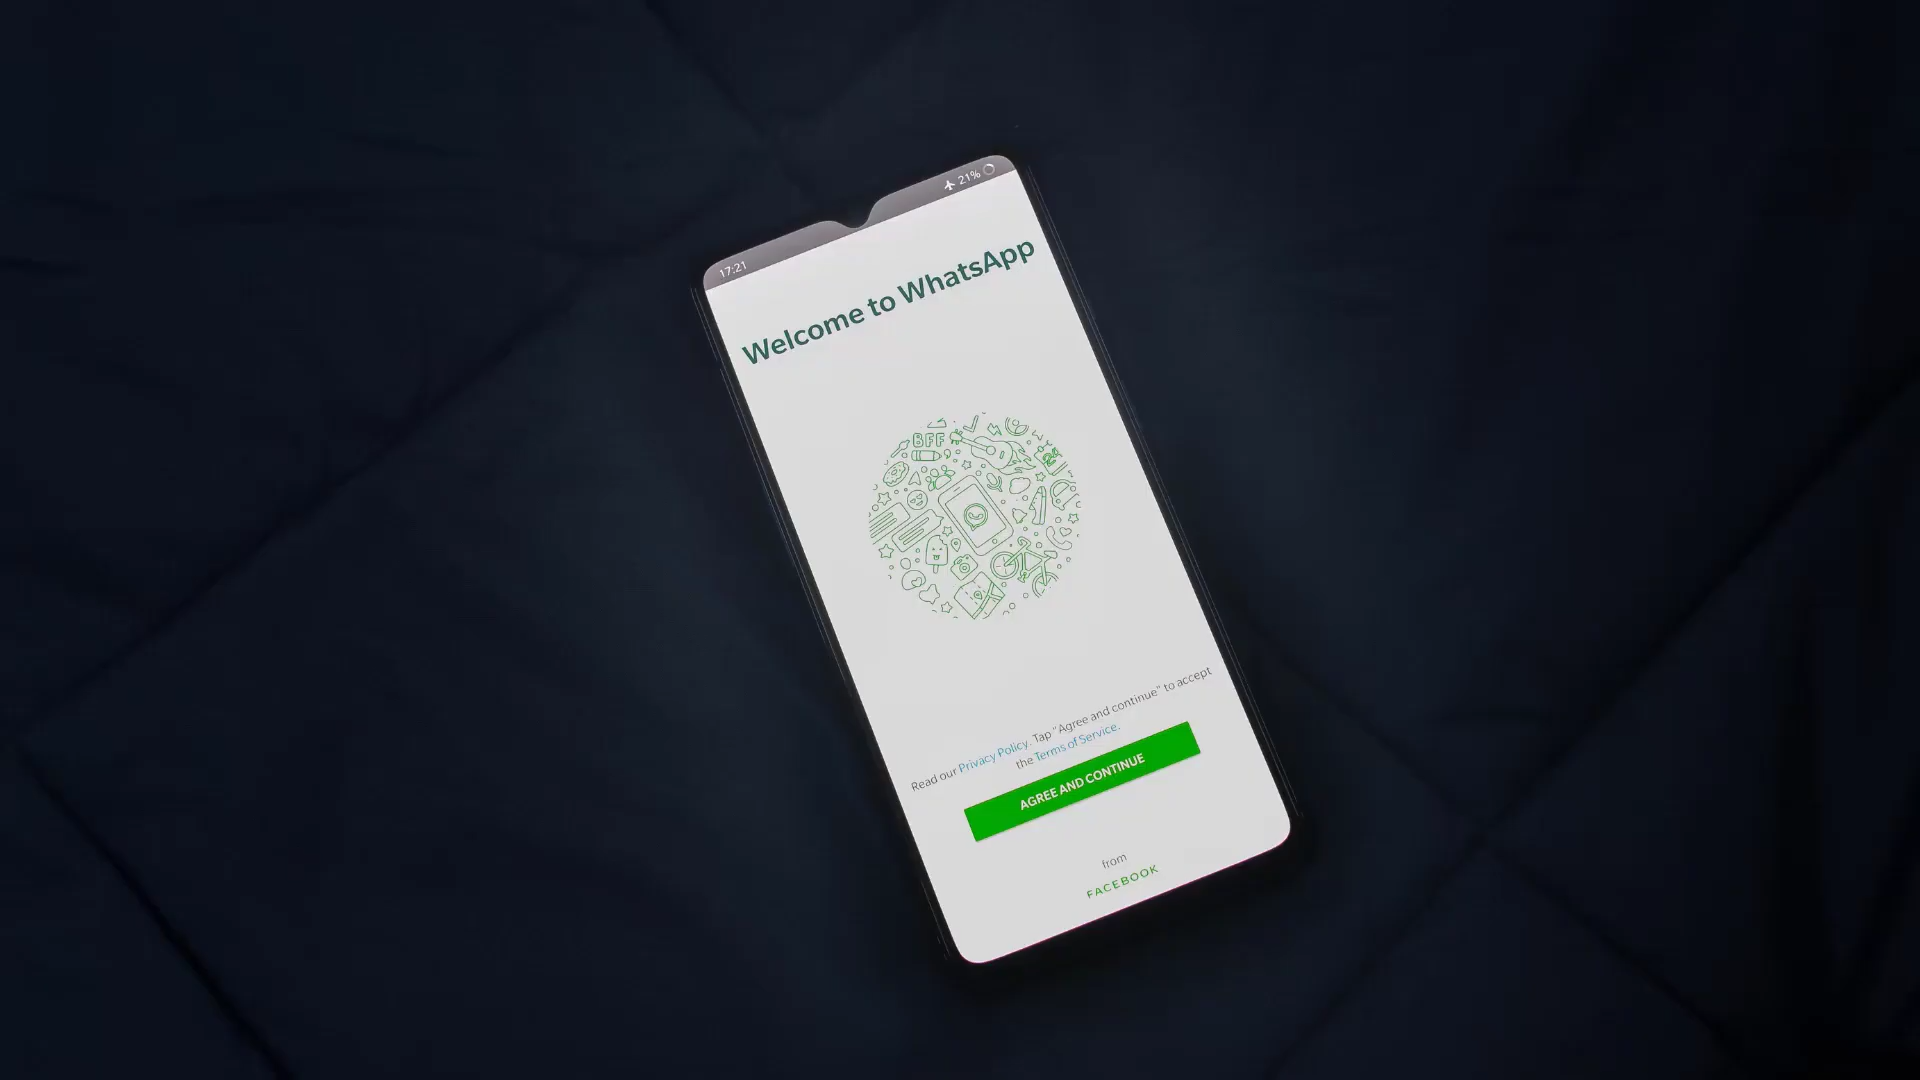 17:21
21%
Welcome to WhatsApp
BFF
Read our Privacy Policy. Tap "Agree and continue" to accept
the Terms of Service.
AGREE AND CONTINUE
from
FACEBOOK